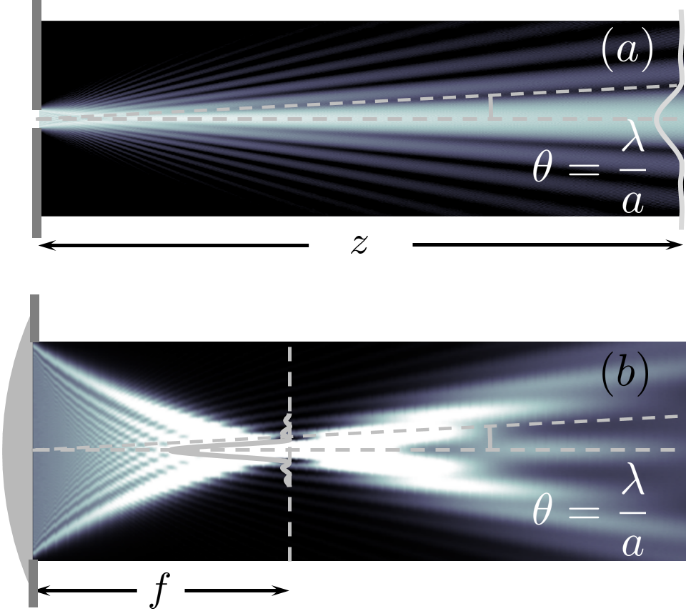 (a)
θ = λ/a
z
(b)
θ = λ/a
f